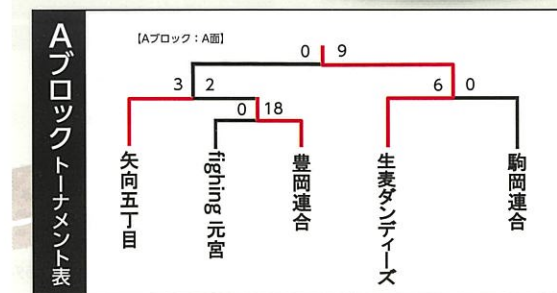 Aブロックトーナメント表
【Aブロック：A面】
0 9
3 2
6 0
0 18
矢向五丁目
fighing 元宮
豊岡連合
生麦ダンディーズ
駒岡連合